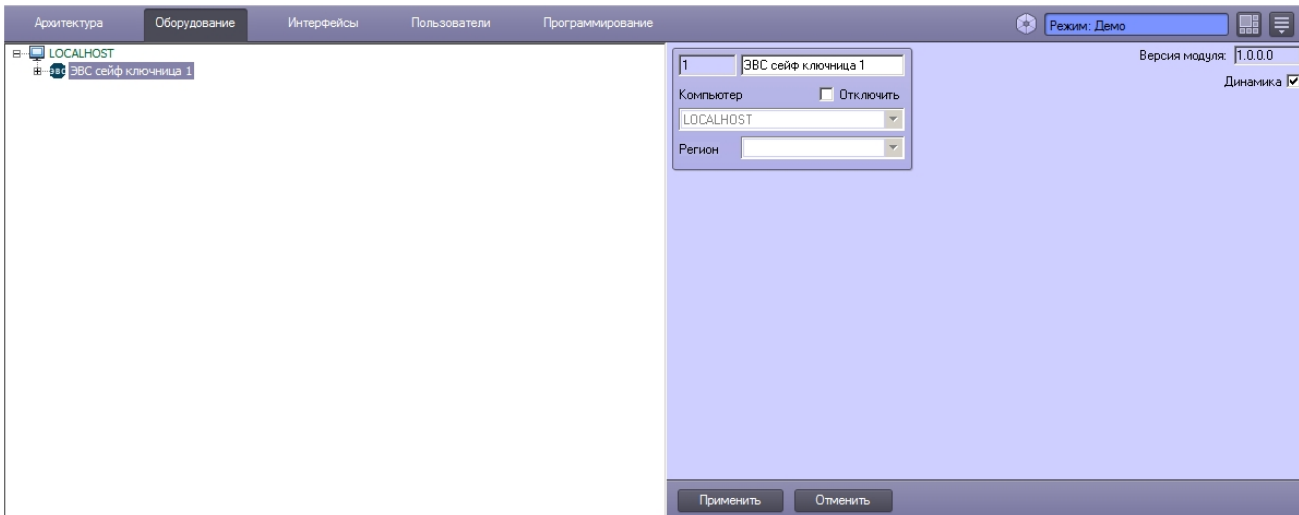 Архитектура Оборудование Интерфейсы Пользователи Программирование Режим: Демо
LOCALHOST
ЭВС ЭВС сейф ключница 1
1 ЭВС сейф ключница 1
Компьютер Отключить
LOCALHOST
Регион
Версия модуля: 1.0.0.0
Динамика
Применить Отменить